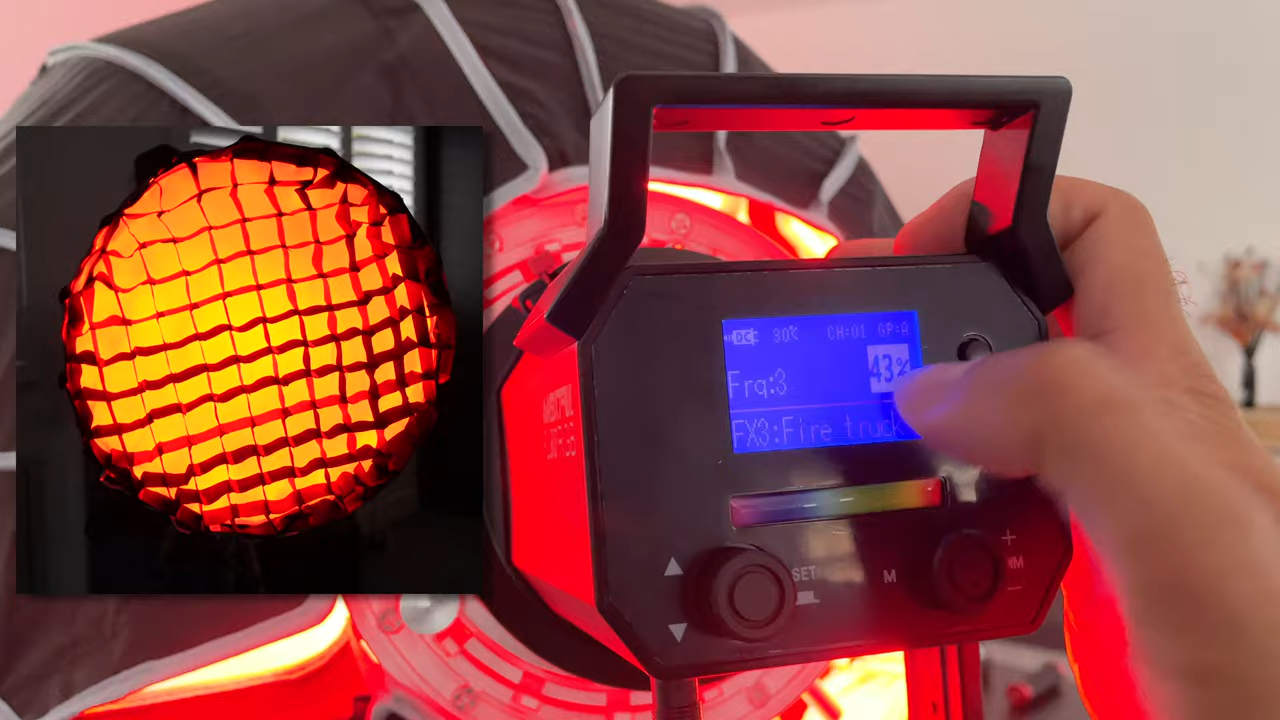 DC 30℃ CH:01 GP:A
43%
Frq:3
FX3:Fire truck
SET
M
+
-